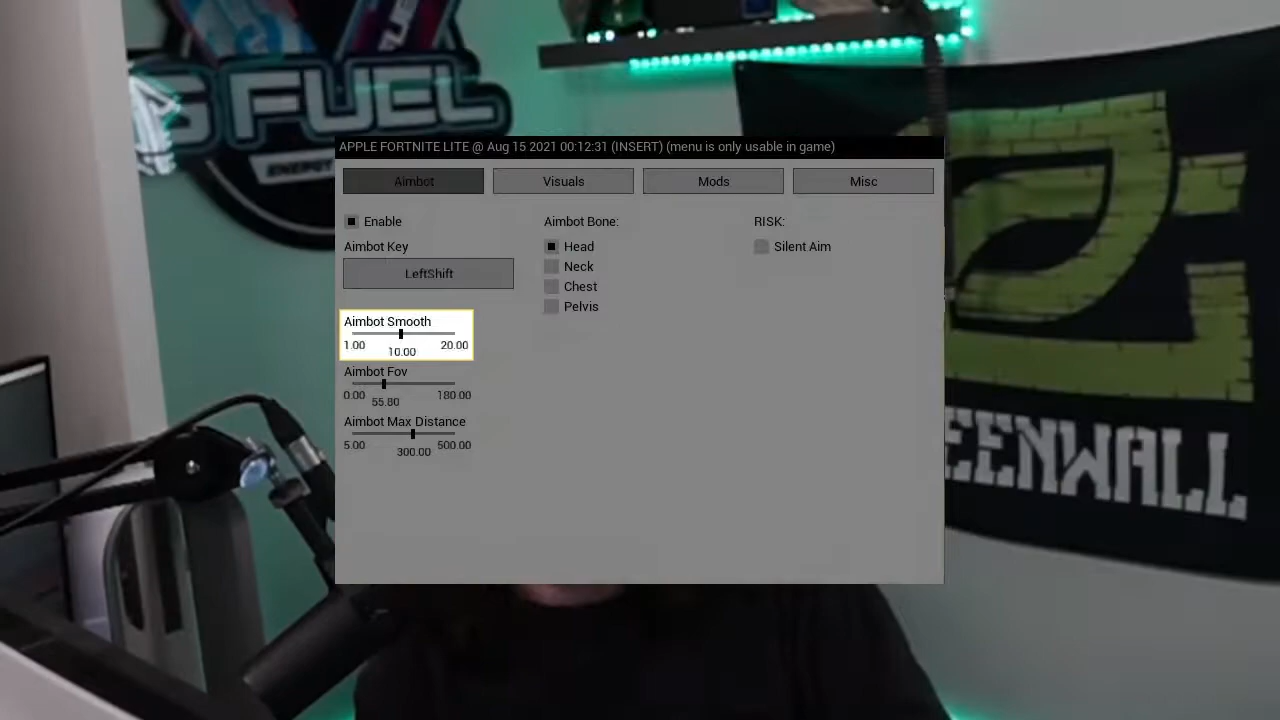 G FUEL
ENERGY
APPLE FORTNITE LITE @ Aug 15 2021 00:12:31 (INSERT) (menu is only usable in game)
Aimbot Visuals Mods Misc
Enable
Aimbot Key
LeftShift
Aimbot Smooth
1.00 10.00 20.00
Aimbot Fov
0.00 55.80 180.00
Aimbot Max Distance
5.00 300.00 500.00
Aimbot Bone:
Head
Neck
Chest
Pelvis
RISK:
Silent Aim
EENWALL